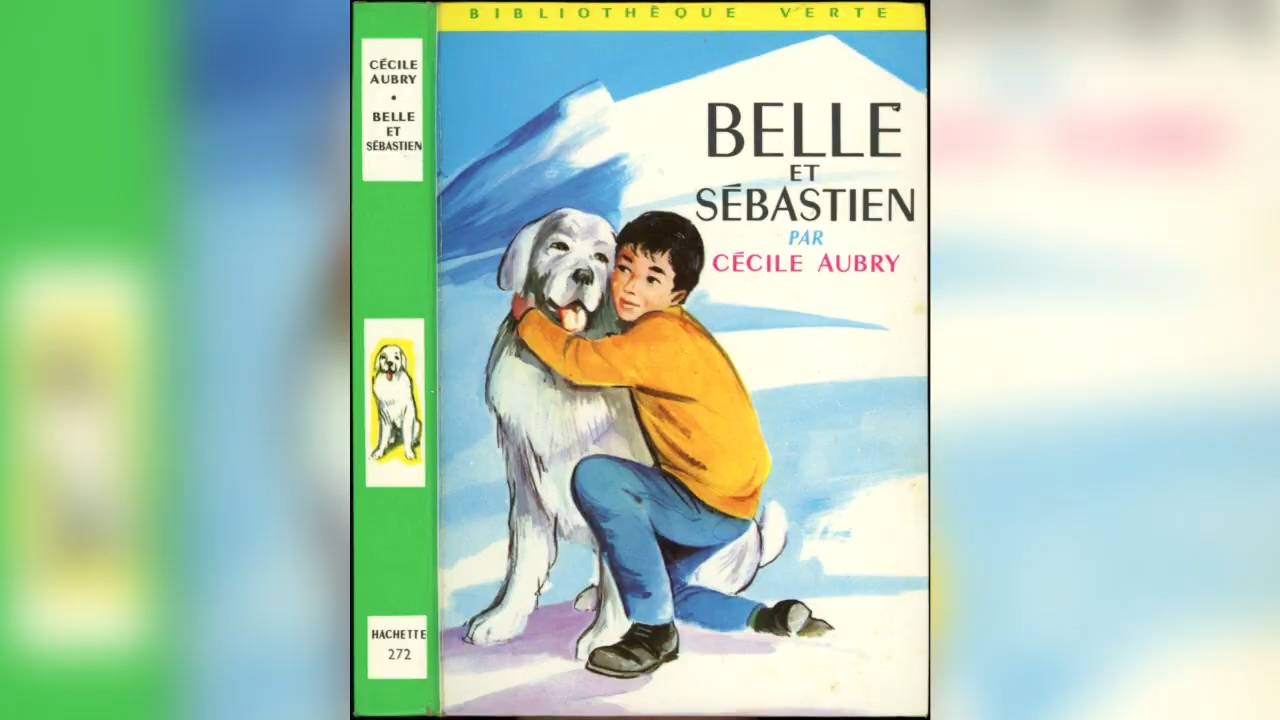 CÉCILE
AUBRY
•
BELLE
ET
SÉBASTIEN
HACHETTE
272
BIBLIOTHÈQUE VERTE
BELLE
ET
SÉBASTIEN
PAR
CÉCILE AUBRY